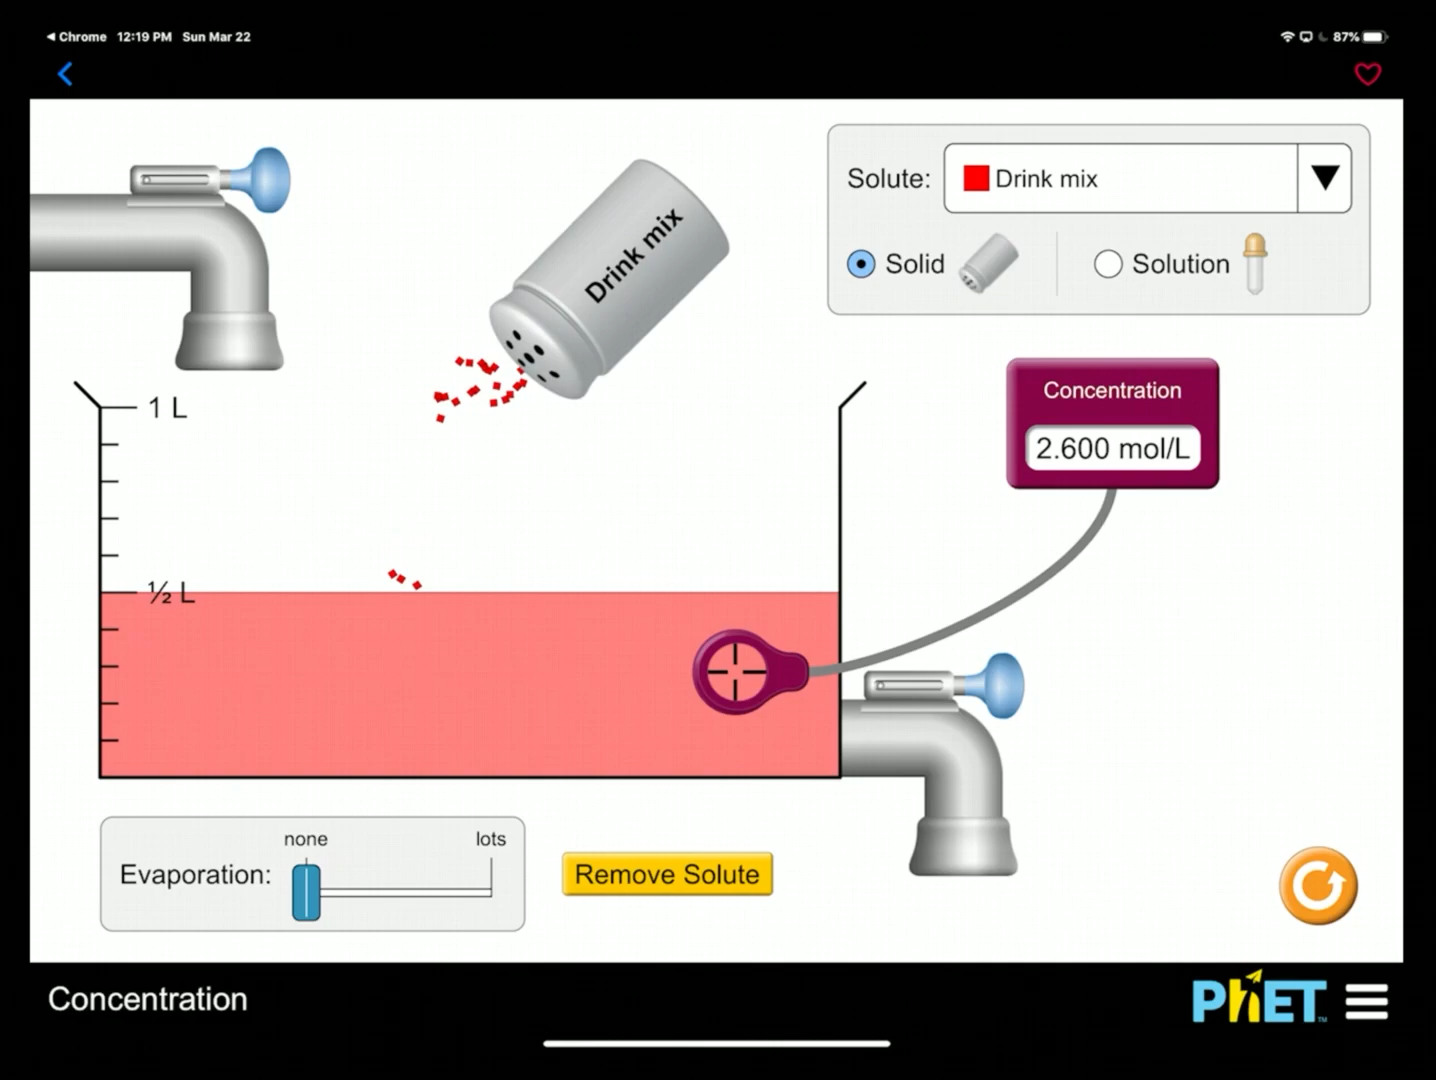 Chrome 12:19 PM Sun Mar 22
87%
Solute: Drink mix
Solid
Solution
Drink mix
Concentration
2.600 mol/L
1 L
½ L
none lots
Evaporation:
Remove Solute
Concentration
PhET™